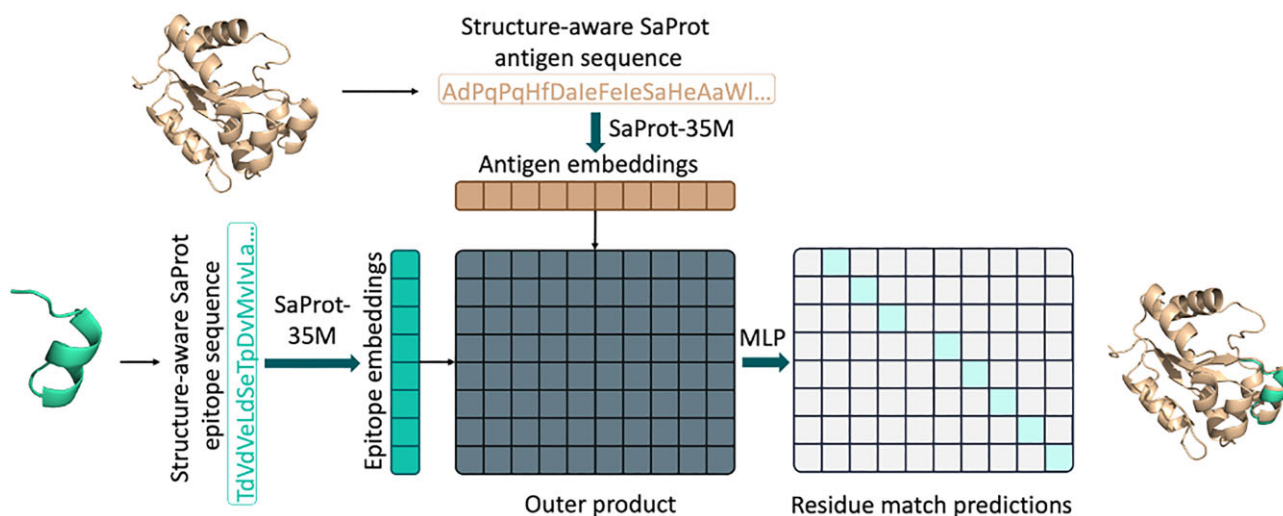 Structure-aware SaProt
antigen sequence
AdPqPqHfDaIeFeIeSaHeAaWl...
SaProt-35M
Antigen embeddings
Structure-aware SaProt
epitope sequence
TdVdVeLdSeTpDvMvIvLa...
SaProt-
35M
Epitope embeddings
MLP
Outer product
Residue match predictions